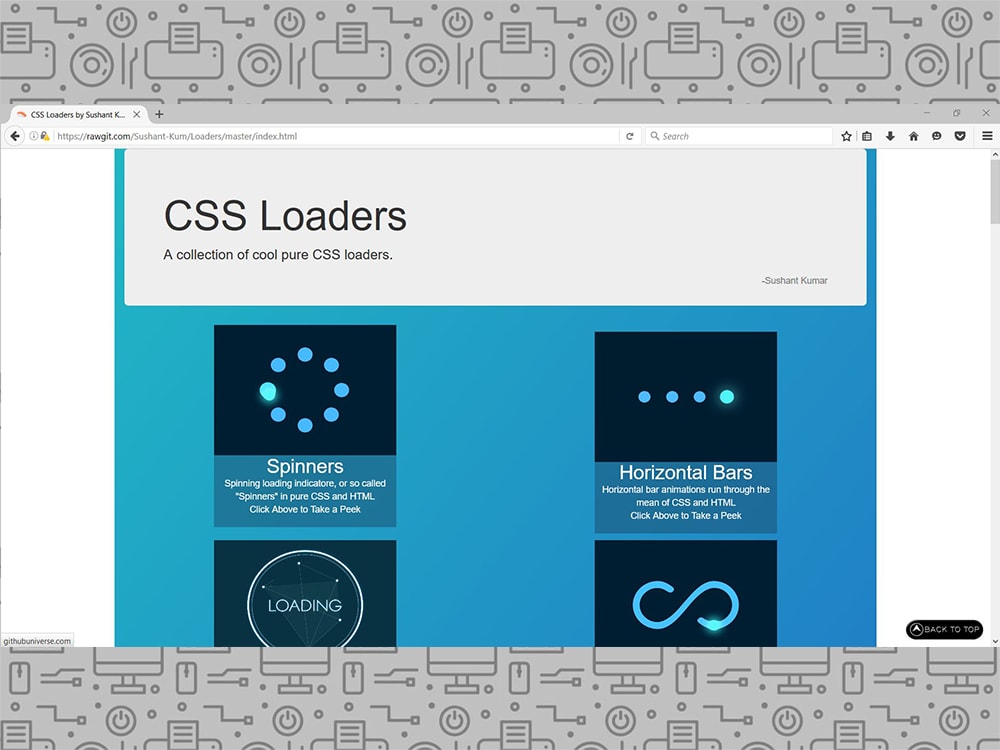 CSS Loaders by Sushant K...
https://rawgit.com/Sushant-Kum/Loaders/master/index.html
Search
CSS Loaders
A collection of cool pure CSS loaders.
-Sushant Kumar
Spinners
Spinning loading indicatore, or so called
"Spinners" in pure CSS and HTML
Click Above to Take a Peek
Horizontal Bars
Horizontal bar animations run through the
mean of CSS and HTML
Click Above to Take a Peek
LOADING
BACK TO TOP
githubuniverse.com